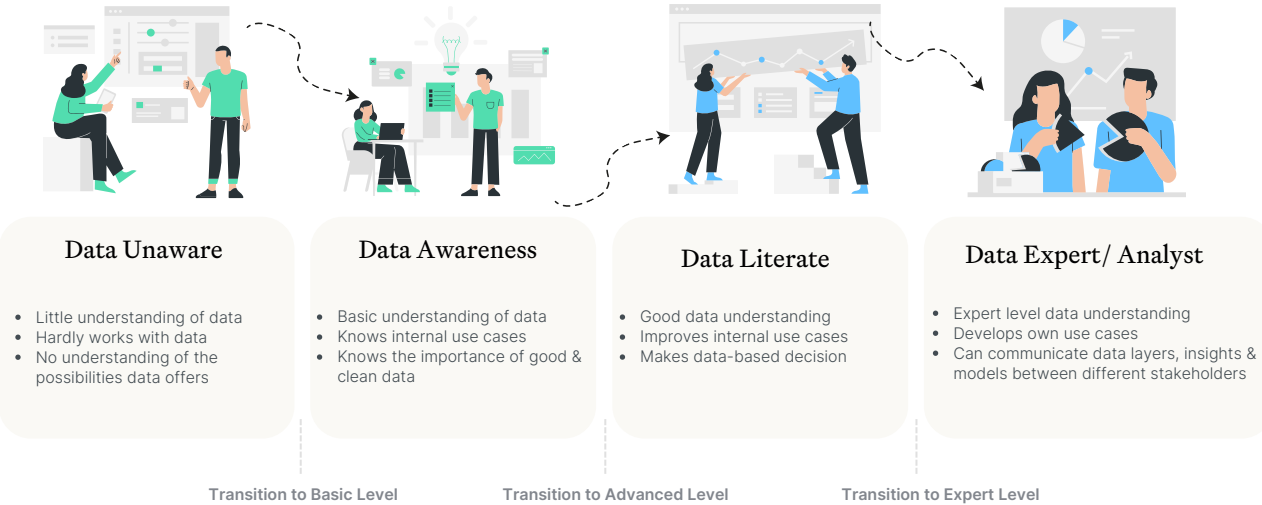 Data Unaware
Little understanding of data
Hardly works with data
No understanding of the
possibilities data offers
Data Awareness
Basic understanding of data
Knows internal use cases
Knows the importance of good &
clean data
Data Literate
Good data understanding
Improves internal use cases
Makes data-based decision
Data Expert/ Analyst
Expert level data understanding
Develops own use cases
Can communicate data layers, insights &
models between different stakeholders
Transition to Basic Level
Transition to Advanced Level
Transition to Expert Level